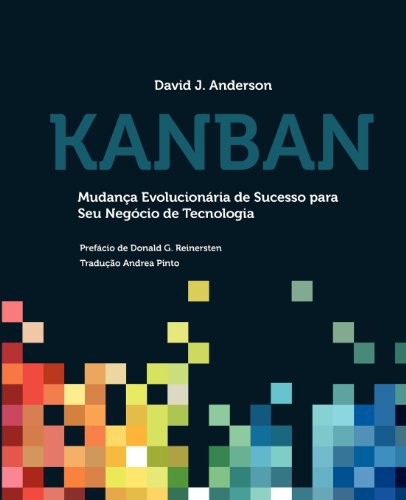 David J. Anderson
KANBAN
Mudança Evolucionária de Sucesso para
Seu Negócio de Tecnologia
Prefácio de Donald G. Reinersten
Tradução Andrea Pinto